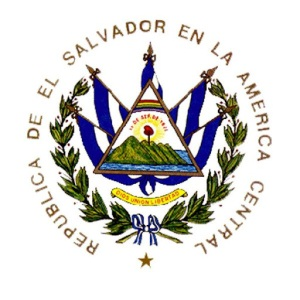 REPUBLICA DE EL SALVADOR EN LA AMERICA CENTRAL
DIOS UNION LIBERTAD